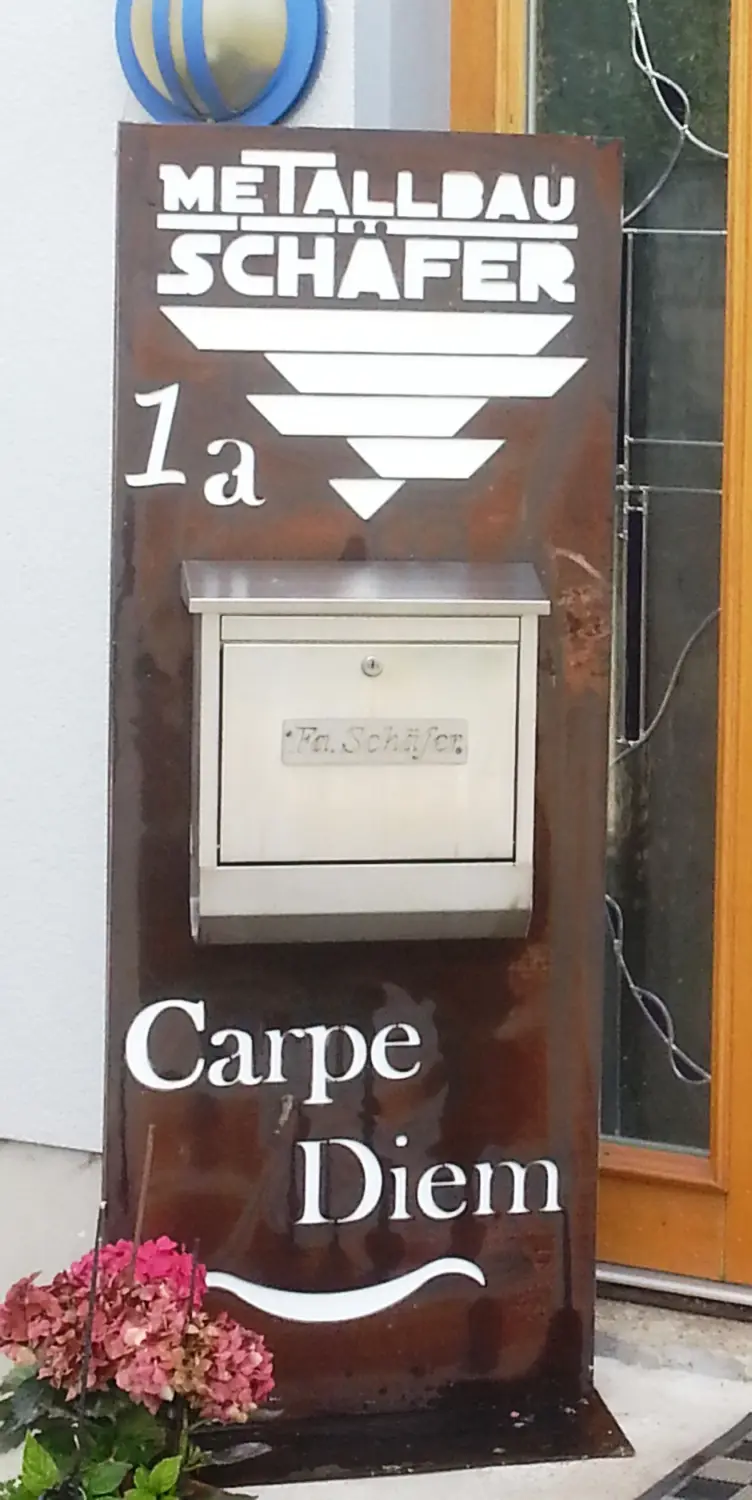 METALLBAU
SCHÄFER
1a
Fa. Schäfer
Carpe
Diem